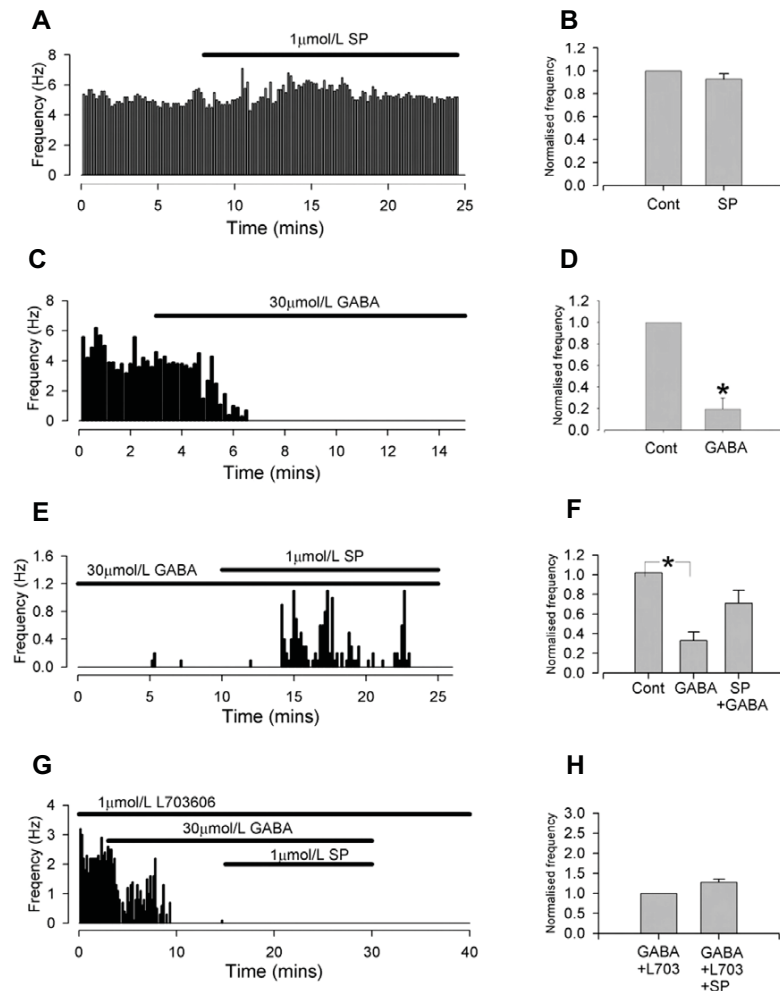 A
1μmol/L SP
Frequency (Hz)
8
6
4
2
0
0 5 10 15 20 25
Time (mins)
B
Normalised frequency
1.2
1.0
0.8
0.6
0.4
0.2
0.0
Cont SP
C
30μmol/L GABA
Frequency (Hz)
8
6
4
2
0
0 2 4 6 8 10 12 14
Time (mins)
D
Normalised frequency
1.2
1.0
0.8
0.6
0.4
0.2
0.0
*
Cont GABA
E
1μmol/L SP
30μmol/L GABA
Frequency (Hz)
1.6
1.2
0.8
0.4
0.0
0 5 10 15 20 25
Time (mins)
F
Normalised frequency
1.2
1.0
0.8
0.6
0.4
0.2
0.0
*
Cont GABA SP
+GABA
G
1μmol/L L703606
30μmol/L GABA
1μmol/L SP
Freqency (Hz)
4
3
2
1
0
0 10 20 30 40
Time (mins)
H
Normalised frequency
3.0
2.5
2.0
1.5
1.0
0.5
0.0
GABA GABA
+L703 +L703
+SP